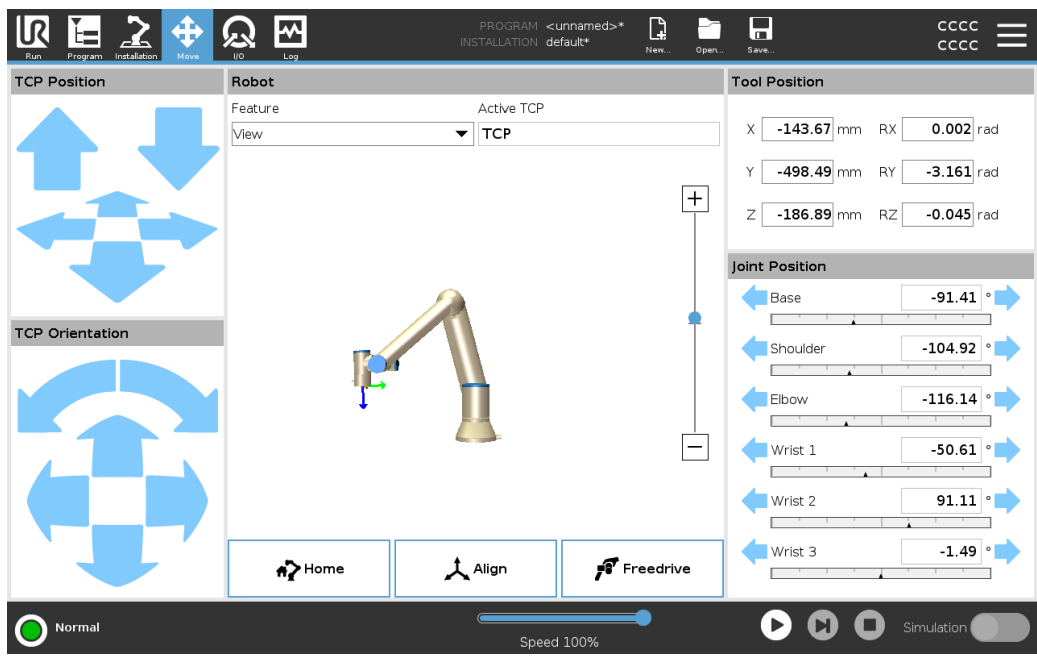 UR
Run
Program
Installation
Move
I/O
Log
PROGRAM <unnamed>*
INSTALLATION default*
New...
Open...
Save...
CCCC
CCCC
TCP Position
Robot
Tool Position
Feature
Active TCP
View
TCP
X -143.67 mm RX 0.002 rad
Y -498.49 mm RY -3.161 rad
Z -186.89 mm RZ -0.045 rad
Joint Position
Base -91.41 °
Shoulder -104.92 °
Elbow -116.14 °
Wrist 1 -50.61 °
Wrist 2 91.11 °
Wrist 3 -1.49 °
TCP Orientation
Home
Align
Freedrive
Normal
Speed 100%
Simulation